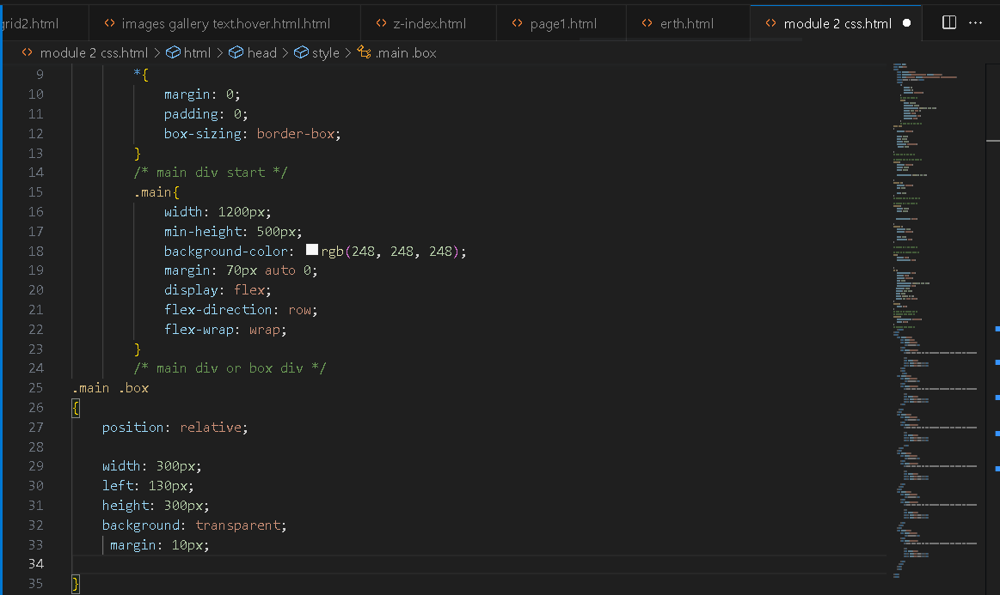 grid2.html images gallery text.hover.html.html z-index.html page1.html erth.html module 2 css.html
module 2 css.html > html > head > style > .main .box
9 *{
10 margin: 0;
11 padding: 0;
12 box-sizing: border-box;
13 }
14 /* main div start */
15 .main{
16 width: 1200px;
17 min-height: 500px;
18 background-color: rgb(248, 248, 248);
19 margin: 70px auto 0;
20 display: flex;
21 flex-direction: row;
22 flex-wrap: wrap;
23 }
24 /* main div or box div */
25 .main .box
26 {
27 position: relative;
28
29 width: 300px;
30 left: 130px;
31 height: 300px;
32 background: transparent;
33 margin: 10px;
34
35 }